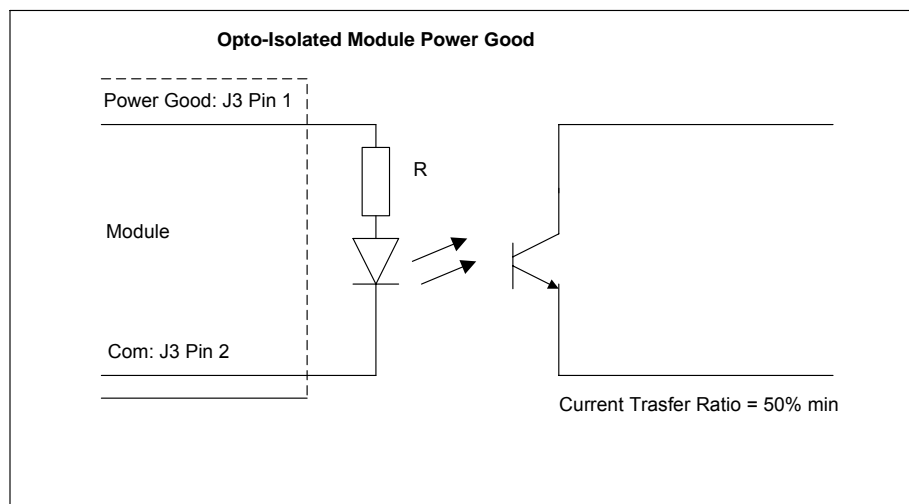 Opto-Isolated Module Power Good
Power Good: J3 Pin 1
R
Module
Com: J3 Pin 2
Current Trasfer Ratio = 50% min